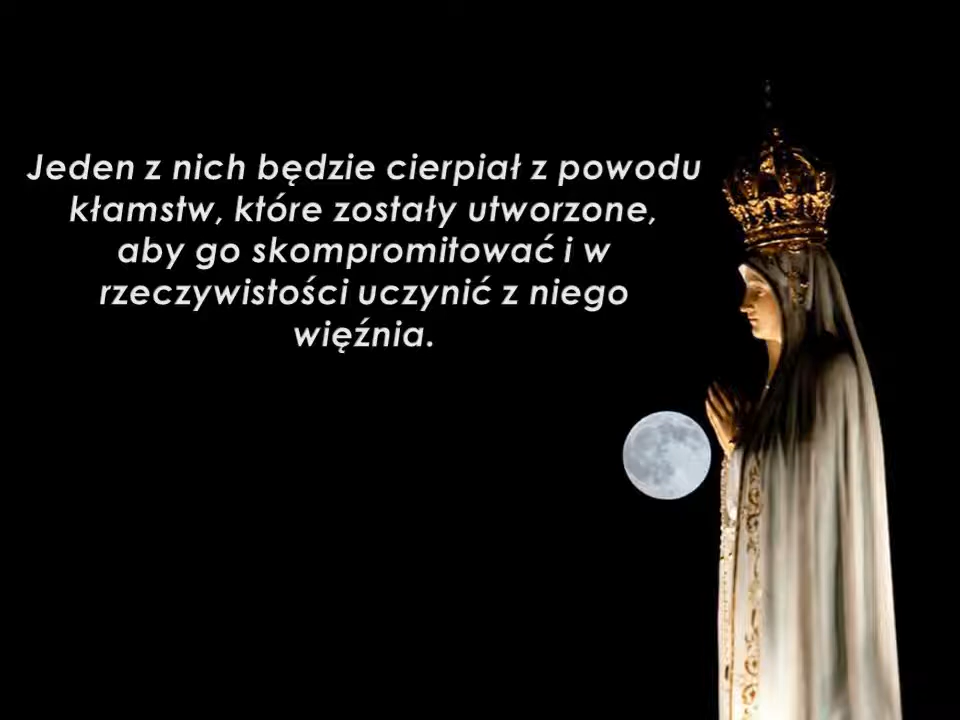 Jeden z nich będzie cierpiał z powodu
kłamstw, które zostały utworzone,
aby go skompromitować i w
rzeczywistości uczynić z niego
więźnia.